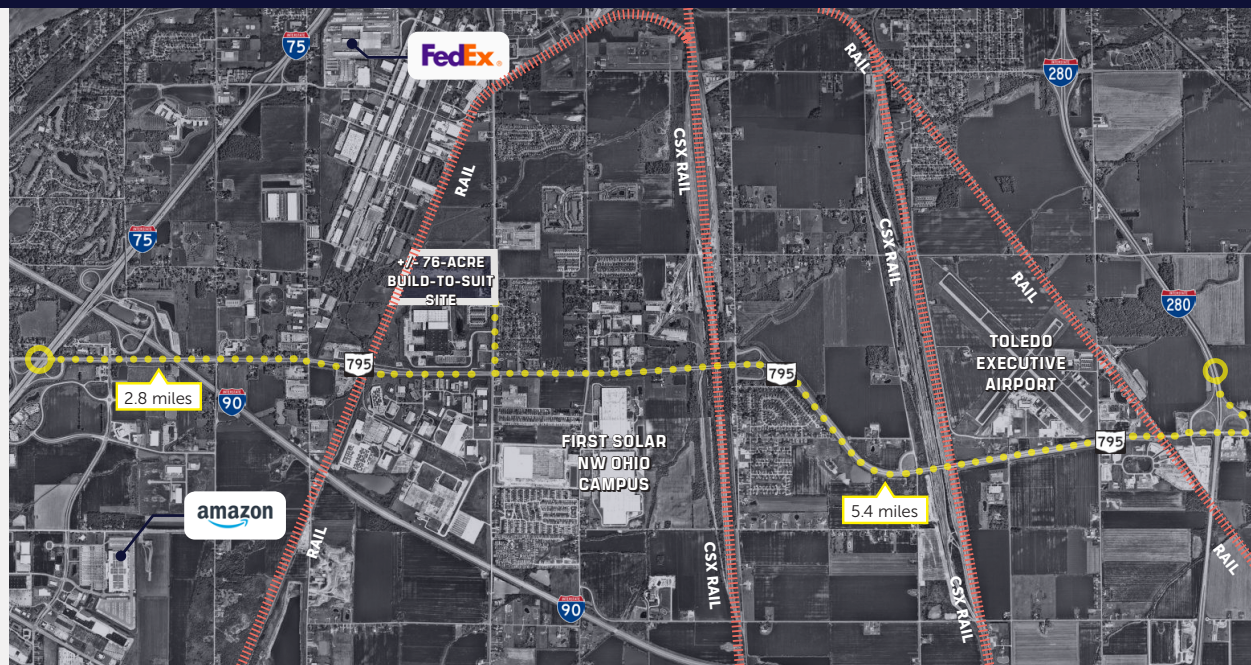 75
FedEx®
RAIL
280
CSX RAIL
RAIL
CSX RAIL
75
+/- 76-ACRE
BUILD-TO-SUIT
SITE
RAIL
280
795
2.8 miles
90
795
TOLEDO
EXECUTIVE
AIRPORT
FIRST SOLAR
NW OHIO
CAMPUS
795
5.4 miles
amazon
RAIL
CSX RAIL
CSX RAIL
RAIL
90